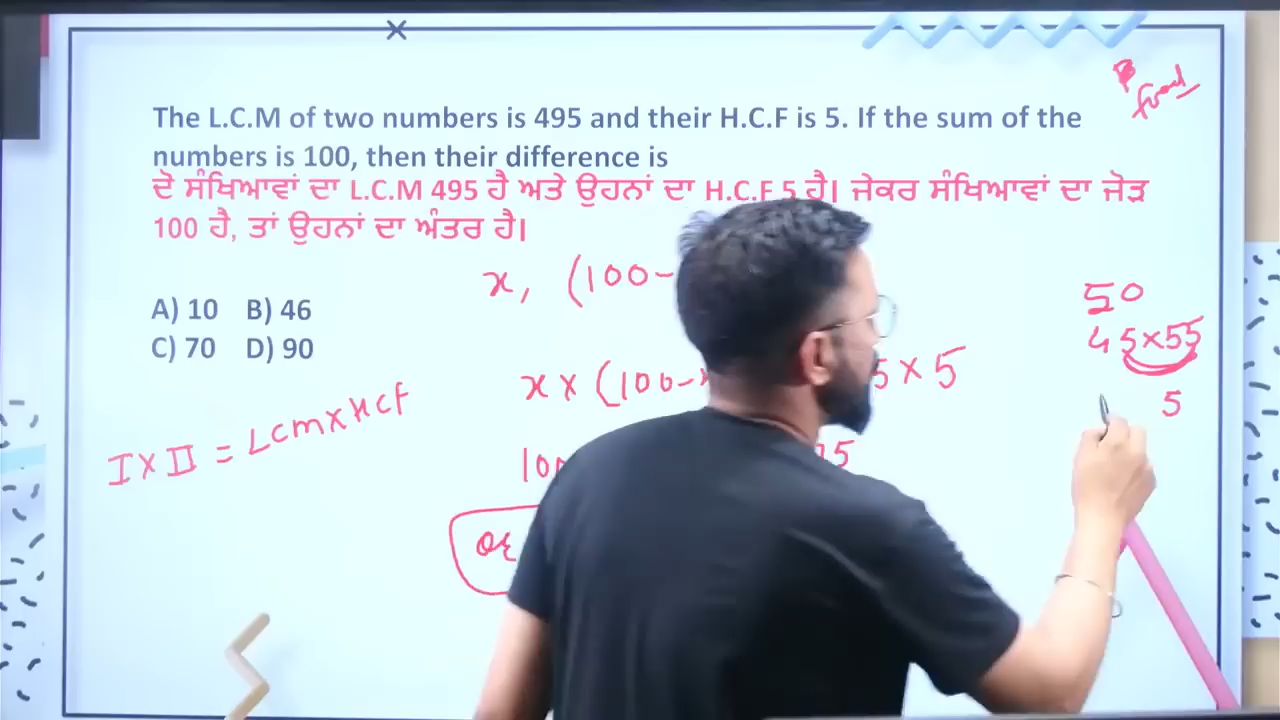 The L.C.M of two numbers is 495 and their H.C.F is 5. If the sum of the
numbers is 100, then their difference is
ਦੋ ਸੰਖਿਆਵਾਂ ਦਾ L.C.M 495 ਹੈ ਅਤੇ ਉਹਨਾਂ ਦਾ H.C.F 5 ਹੈ। ਜੇਕਰ ਸੰਖਿਆਵਾਂ ਦਾ ਜੋੜ
100 ਹੈ, ਤਾਂ ਉਹਨਾਂ ਦਾ ਅੰਤਰ ਹੈ।
A) 10 B) 46
C) 70 D) 90
x, (100-
x × (100-x 5 × 5
I × II = LCM × HCF
50
45×55
5